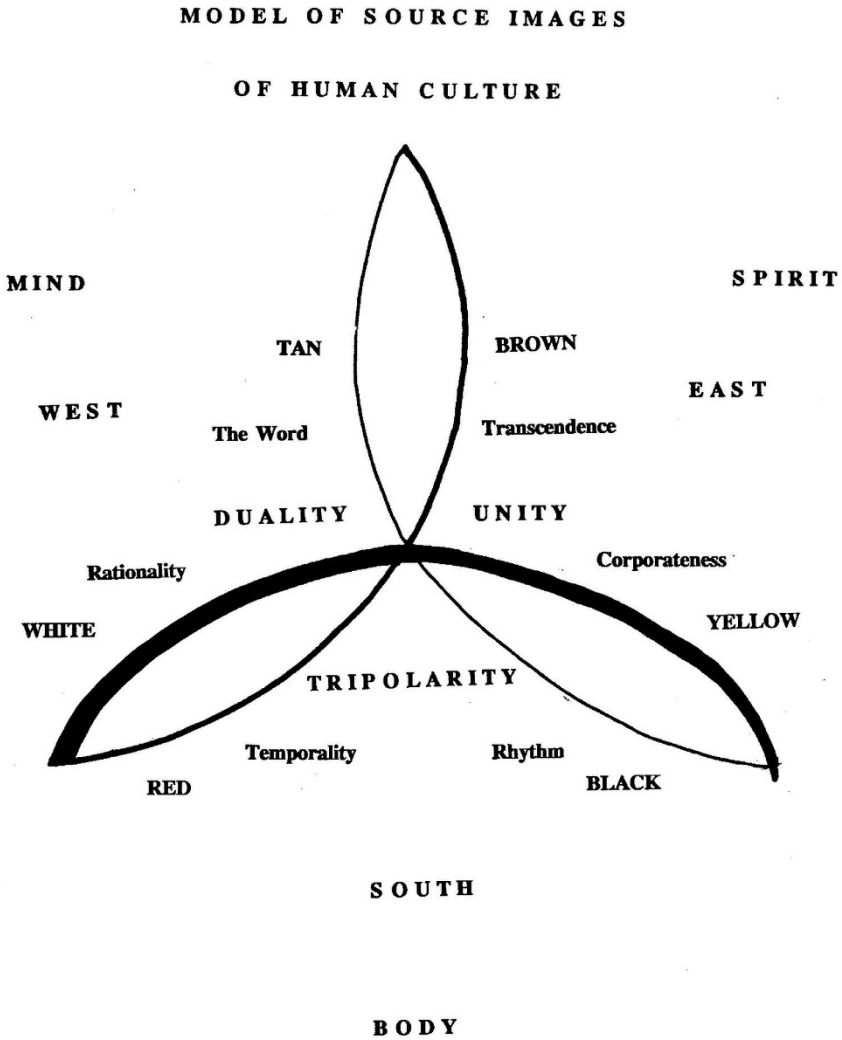 MODEL OF SOURCE IMAGES
OF HUMAN CULTURE
MIND
SPIRIT
TAN
BROWN
WEST
EAST
The Word
Transcendence
DUALITY
UNITY
Rationality
Corporateness
WHITE
YELLOW
TRIPOLARITY
Temporality
Rhythm
RED
BLACK
SOUTH
BODY